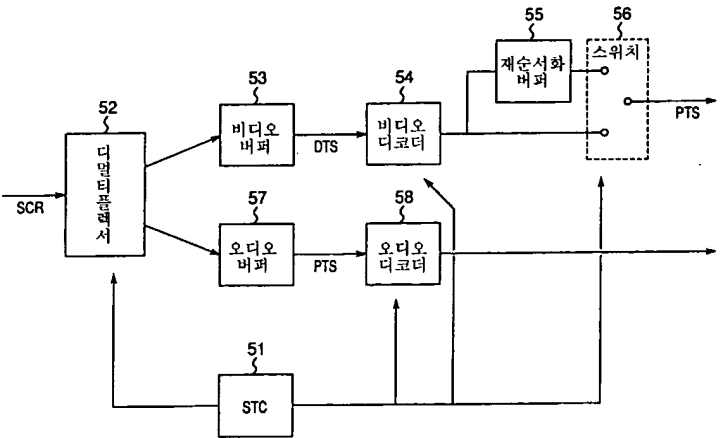 55
56
재순서화
버퍼
스위치
PTS
52
53
54
디멀티플렉서
비디오
버퍼
DTS
비디오
디코더
SCR
57
58
오디오
버퍼
PTS
오디오
디코더
51
STC